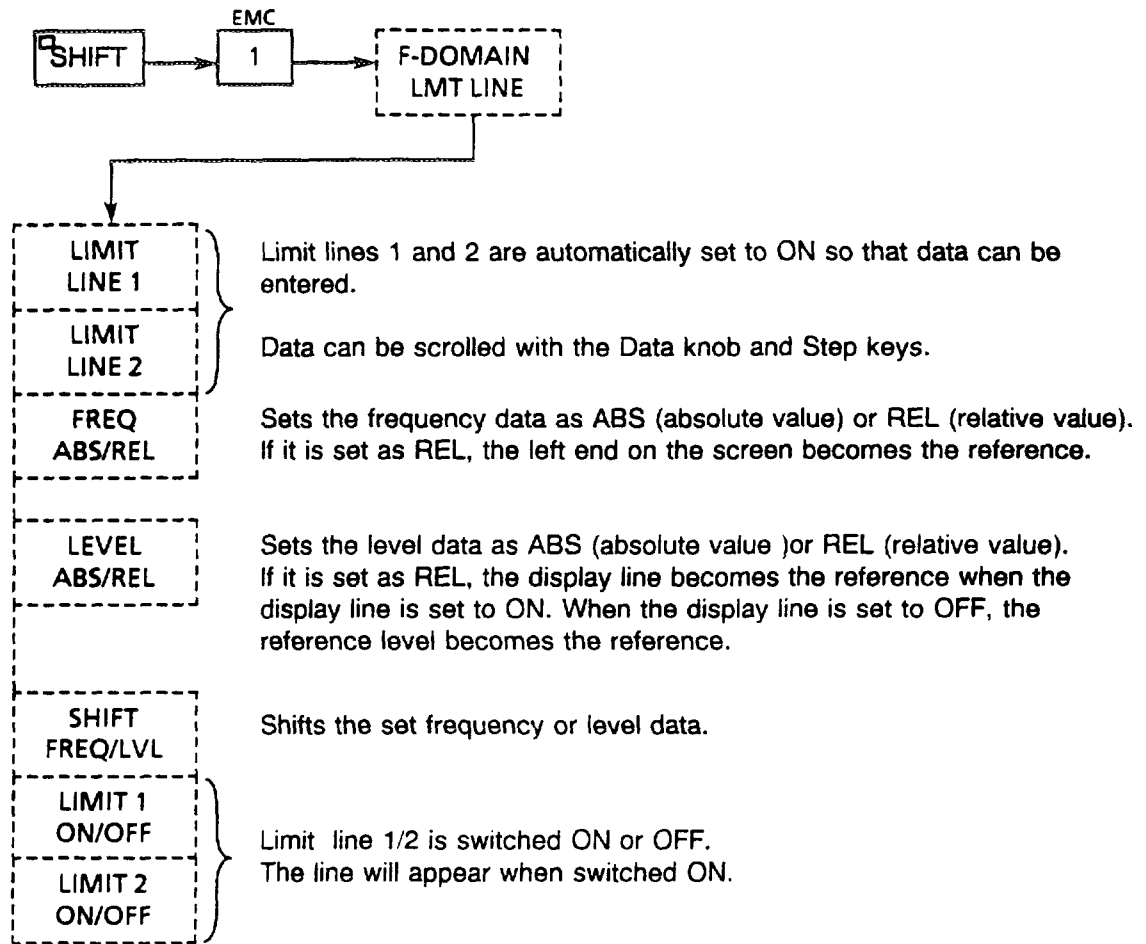 EMC
SHIFT
1
F-DOMAIN
LMT LINE
LIMIT
LINE 1
LIMIT
LINE 2
Limit lines 1 and 2 are automatically set to ON so that data can be
entered.
Data can be scrolled with the Data knob and Step keys.
FREQ
ABS/REL
Sets the frequency data as ABS (absolute value) or REL (relative value).
If it is set as REL, the left end on the screen becomes the reference.
LEVEL
ABS/REL
Sets the level data as ABS (absolute value )or REL (relative value).
If it is set as REL, the display line becomes the reference when the
display line is set to ON. When the display line is set to OFF, the
reference level becomes the reference.
SHIFT
FREQ/LVL
Shifts the set frequency or level data.
LIMIT 1
ON/OFF
LIMIT 2
ON/OFF
Limit line 1/2 is switched ON or OFF.
The line will appear when switched ON.